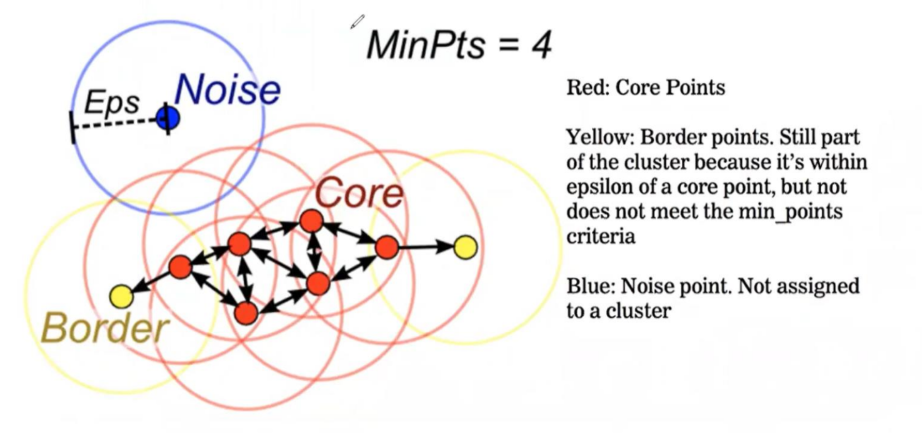 MinPts = 4
Eps
Noise
Core
Border
Red: Core Points
Yellow: Border points. Still part
of the cluster because it's within
epsilon of a core point, but not
does not meet the min_points
criteria
Blue: Noise point. Not assigned
to a cluster